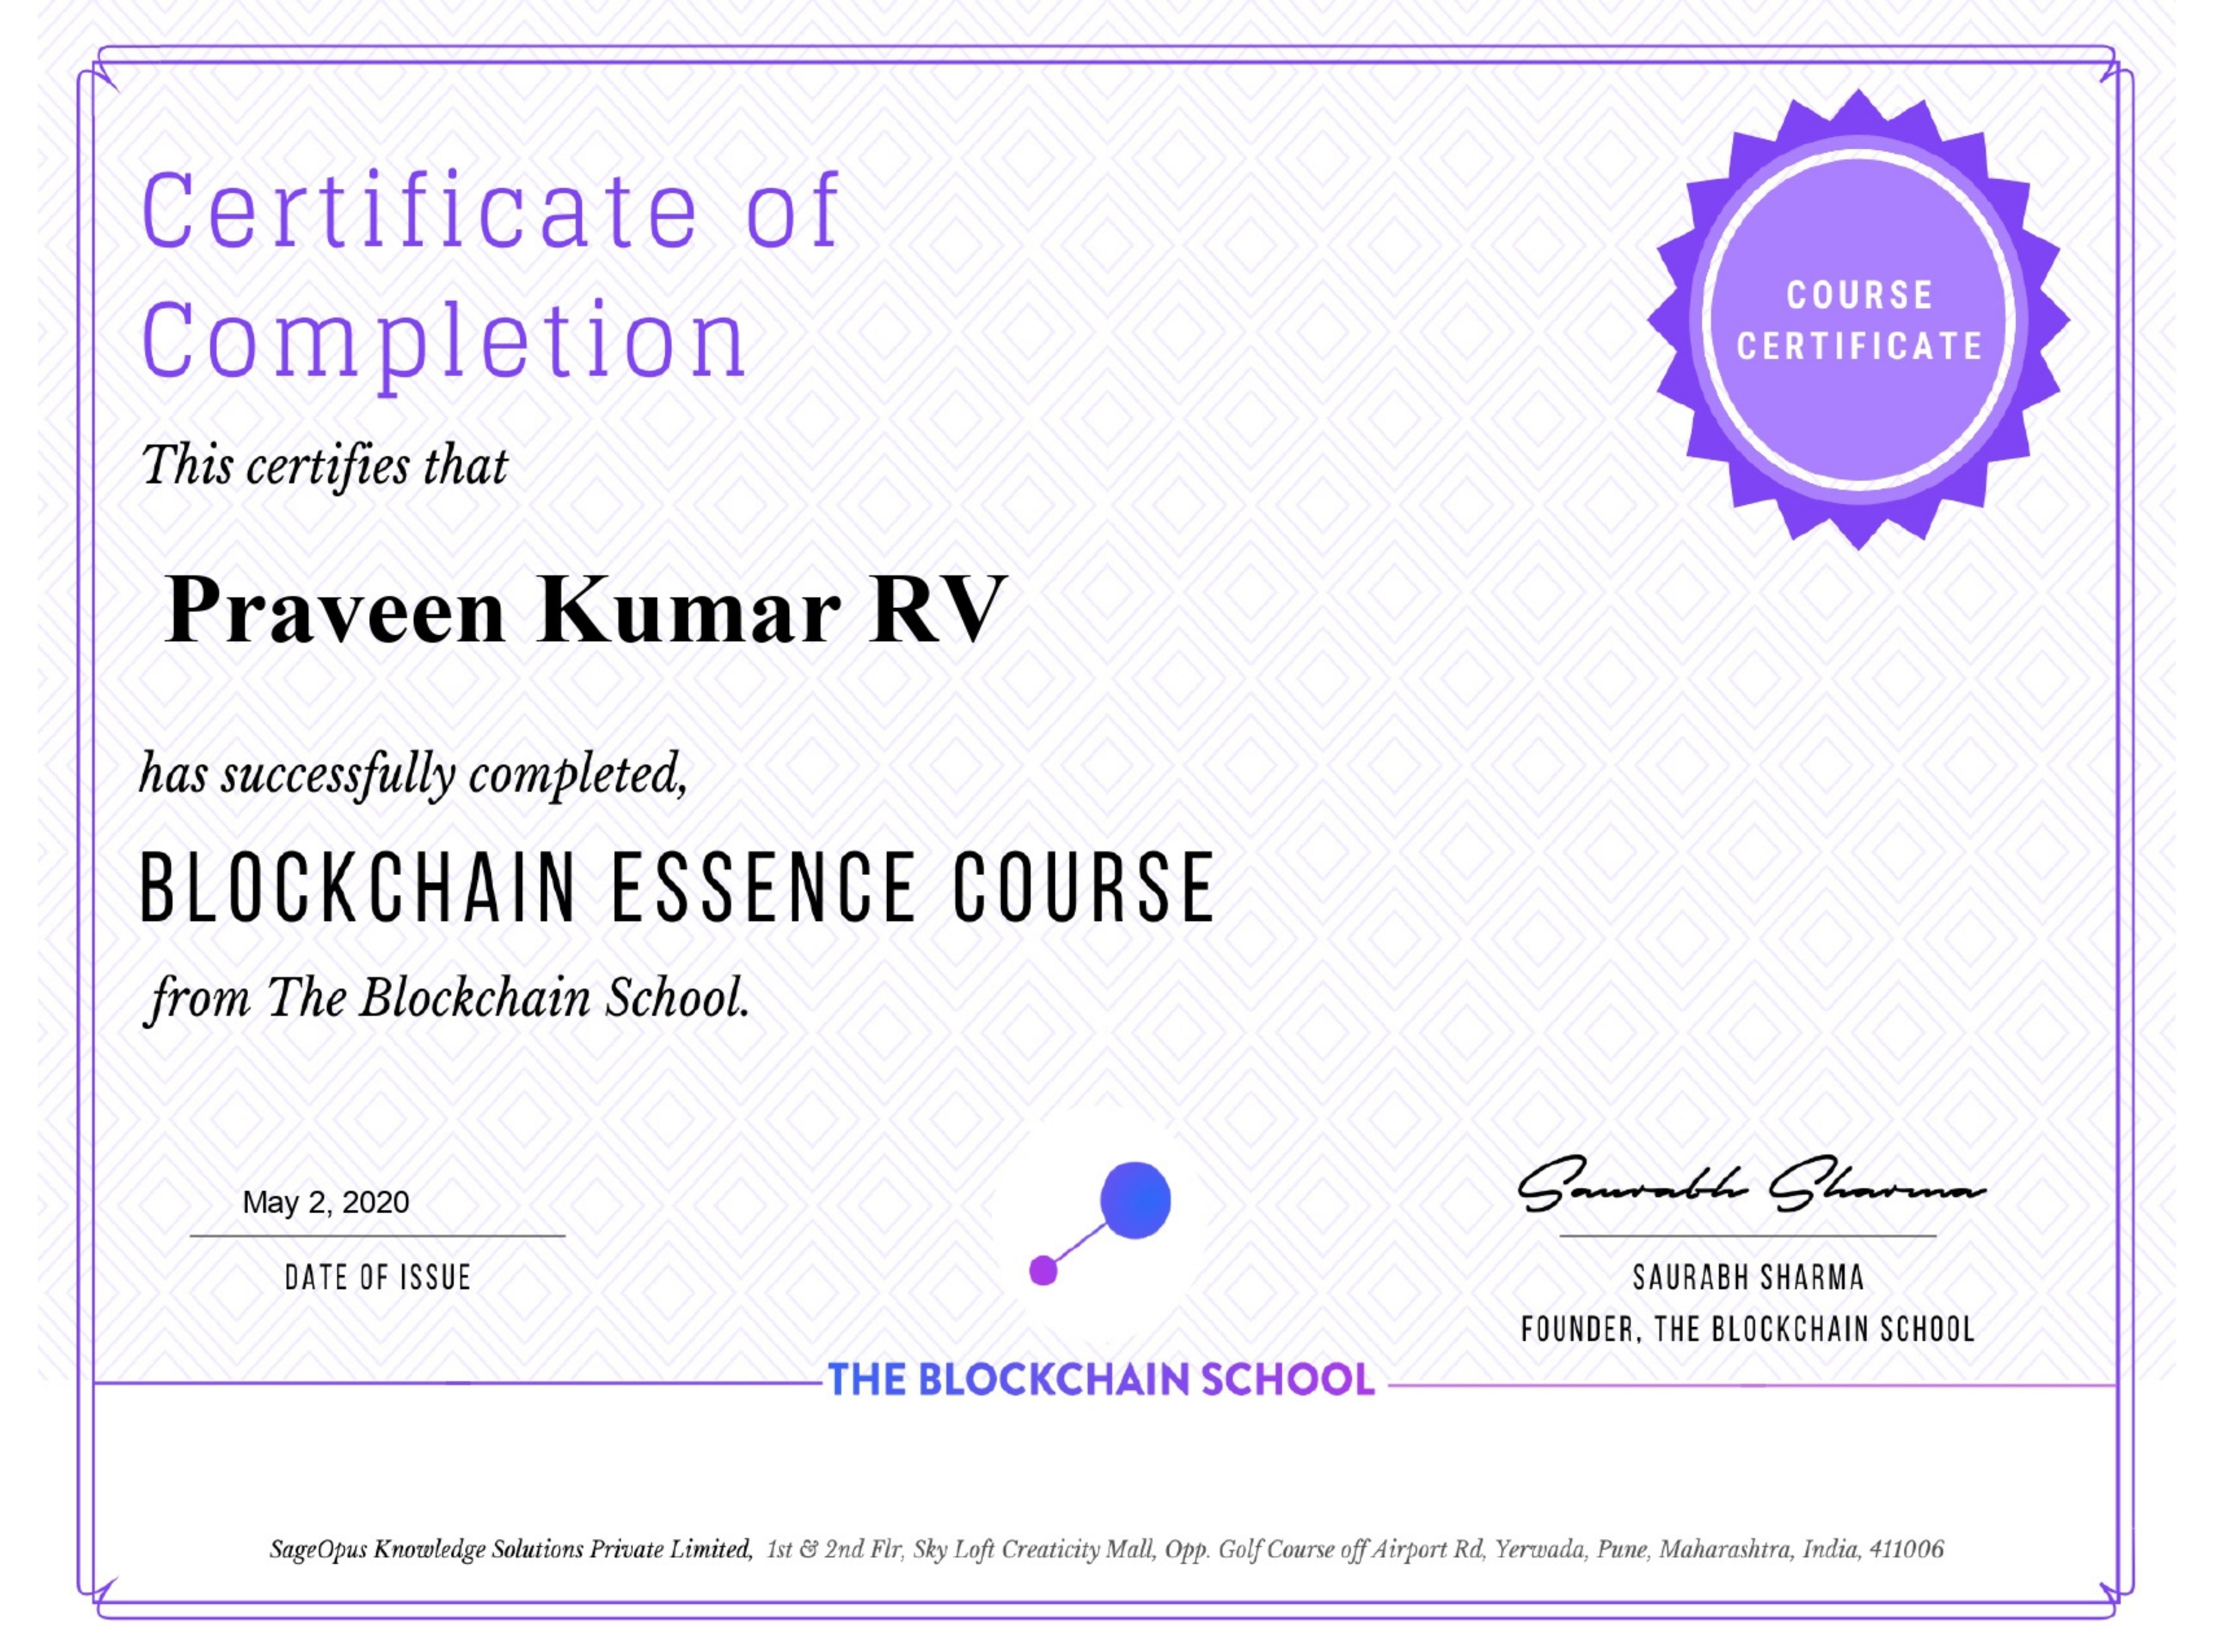 Certificate of
Completion
COURSE
CERTIFICATE
This certifies that
Praveen Kumar RV
has successfully completed,
BLOCKCHAIN ESSENCE COURSE
from The Blockchain School.
May 2, 2020
DATE OF ISSUE
Saurabh Sharma
SAURABH SHARMA
FOUNDER, THE BLOCKCHAIN SCHOOL
THE BLOCKCHAIN SCHOOL
SageOpus Knowledge Solutions Private Limited, 1st & 2nd Flr, Sky Loft Creaticity Mall, Opp. Golf Course off Airport Rd, Yerwada, Pune, Maharashtra, India, 411006